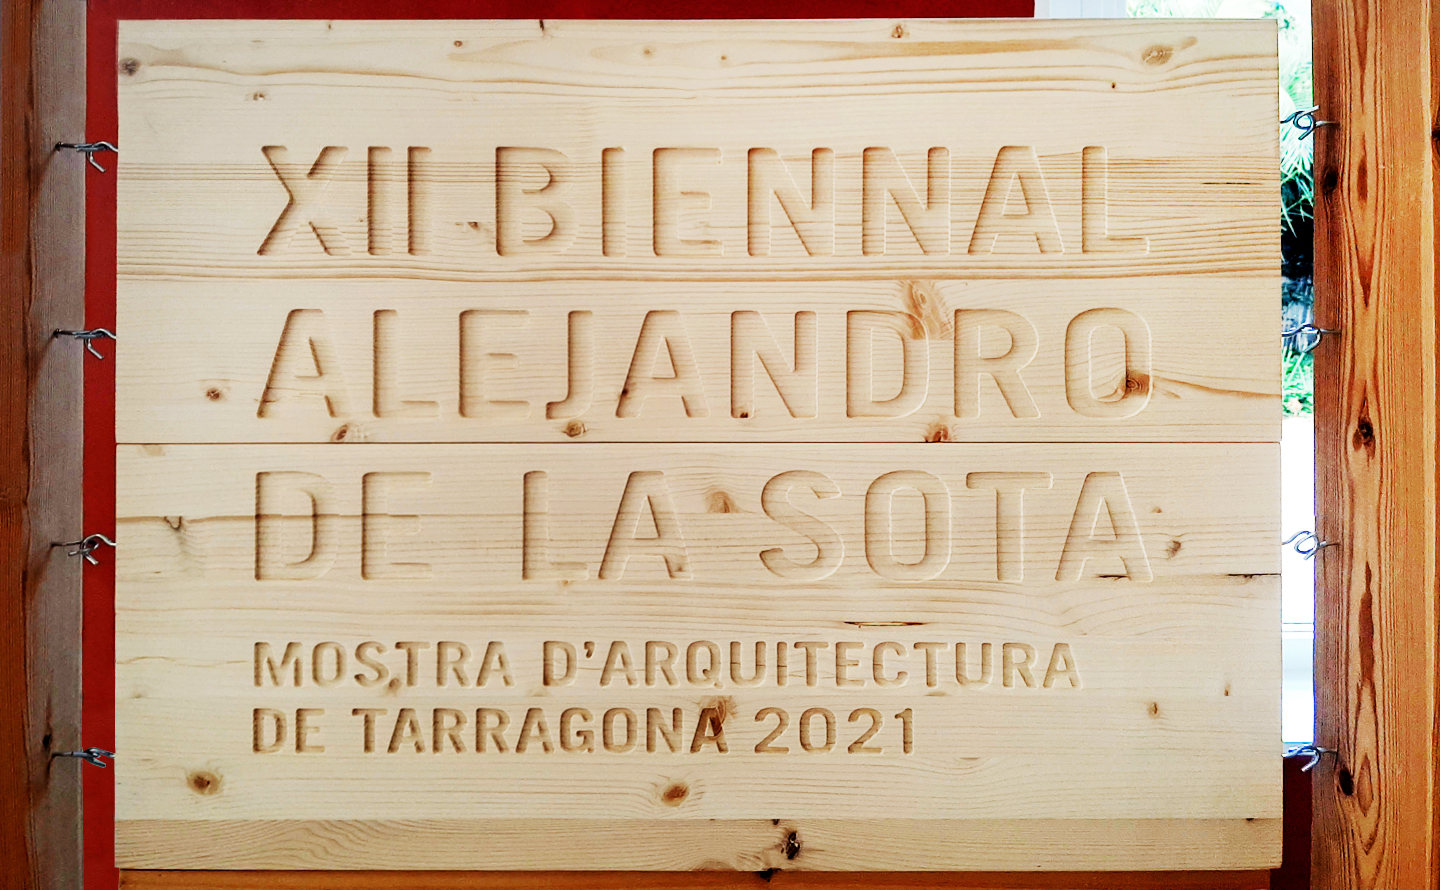 XII BIENNAL
ALEJANDRO
DE LA SOTA
MOSTRA D'ARQUITECTURA
DE TARRAGONA 2021